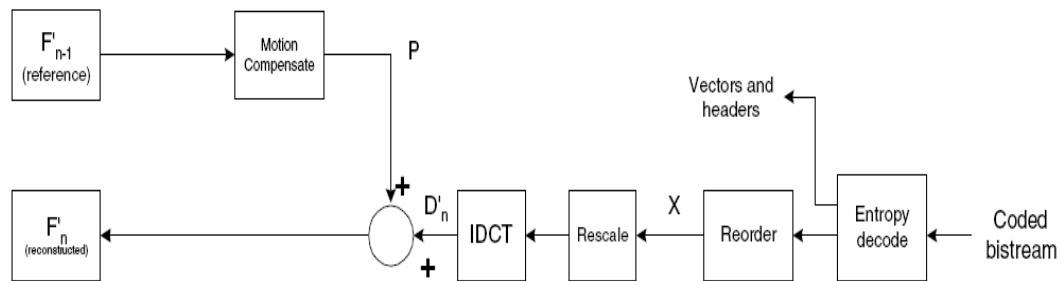 F'n-1
(reference)
Motion
Compensate
P
Vectors and
headers
F'n
(reconstructed)
+
+
D'n
IDCT
Rescale
X
Reorder
Entropy
decode
Coded
bistream